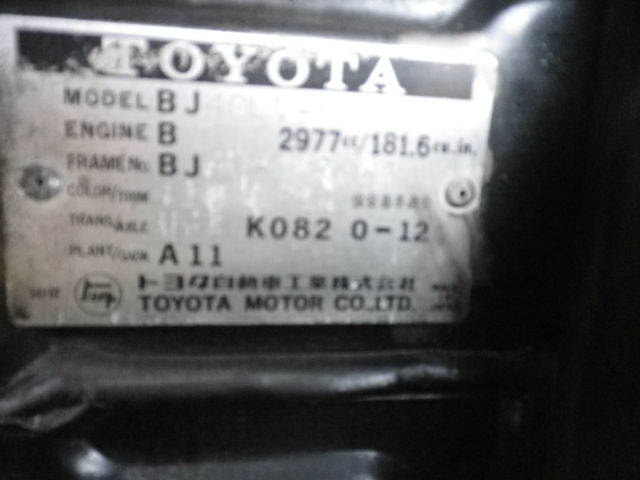 TOYOTA
MODEL BJ
ENGINE B 2977cc/181.6cu.in.
FRAME No. BJ
COLOR/TRIM
TRANS/AXLE K082 0-12
PLANT/GVW. A11
トヨタ自動車工業株式会社
TOYOTA MOTOR CO.,LTD.